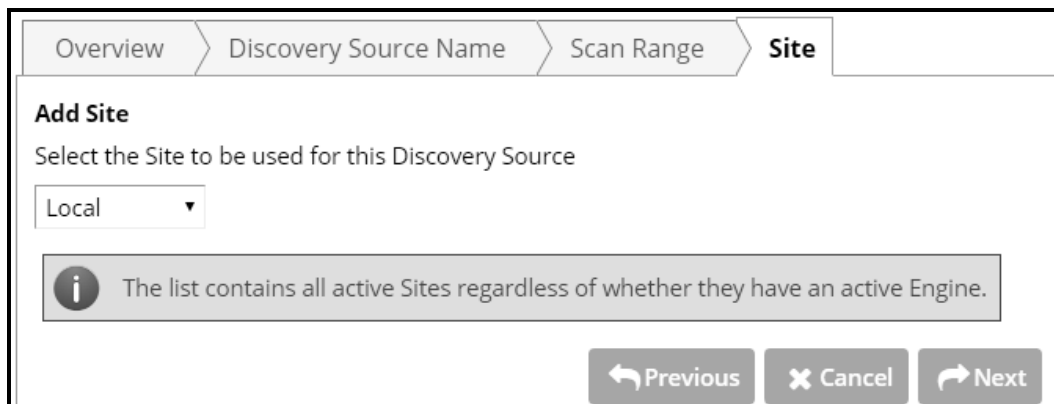 Overview Discovery Source Name Scan Range Site
Add Site
Select the Site to be used for this Discovery Source
Local
The list contains all active Sites regardless of whether they have an active Engine.
Previous Cancel Next